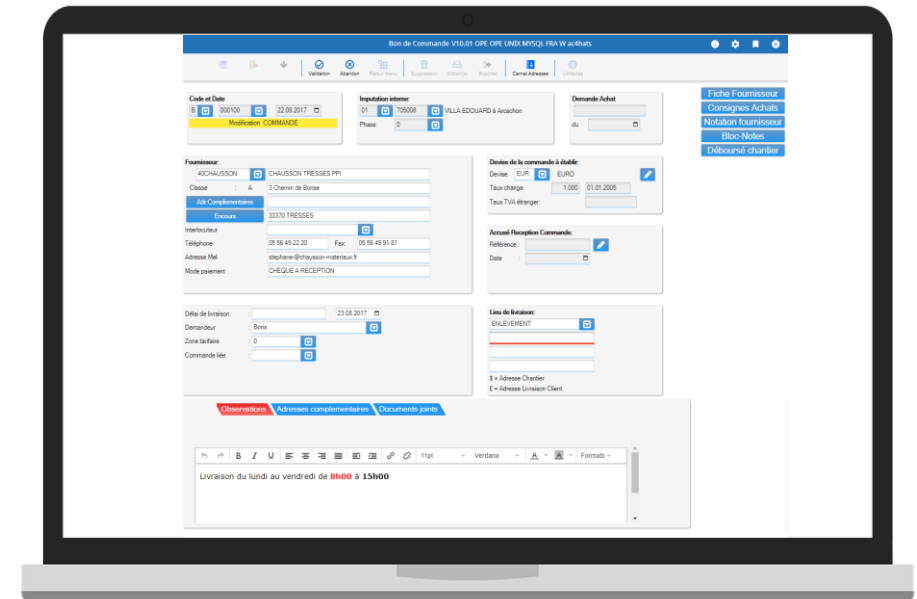 Bon de Commande V10.01 OPE OPE UNIX MYSQL FRA W ac4hats
Validation Abandon Retour menu Suppression Edition(s) Exporter Carnet Adresses Utilitaires
Code et Date
B 000100 22.08.2017
Modification COMMANDE
Imputation interne:
01 705008 VILLA EDOUARD à Arcachon
Phase 0
Demande Achat
du
Fiche Fournisseur
Consignes Achats
Notation fournisseur
Bloc-Notes
Déboursé chantier
Fournisseur:
40CHAUSSON CHAUSSON TRESSES PPI
Classe : A 3 Chemin de Borise
Adr Complementaires
Encours 33370 TRESSES
Interlocuteur
Téléphone 05 56 49 22 20 Fax: 05 56 49 91 81
Adresse Mel stephane@chausson-materiaux.fr
Mode paiement CHEQUE A RECEPTION
Devise de la commande à établir:
Devise: EUR EURO
Taux change: 1.000 01.01.2005
Taux TVA étranger:
Accusé Reception Commande:
Référence :
Date :
Délai de livraison : 23.08.2017
Demandeur : Boris
Zone tarifaire : 0
Commande liée :
Lieu de livraison:
ENLEVEMENT
$ = Adresse Chantier
£ = Adresse Livraison Client
Observations Adresses complementaires Documents joints
B I U 11pt Verdana A A Formats
Livraison du lundi au vendredi de 8h00 à 15h00